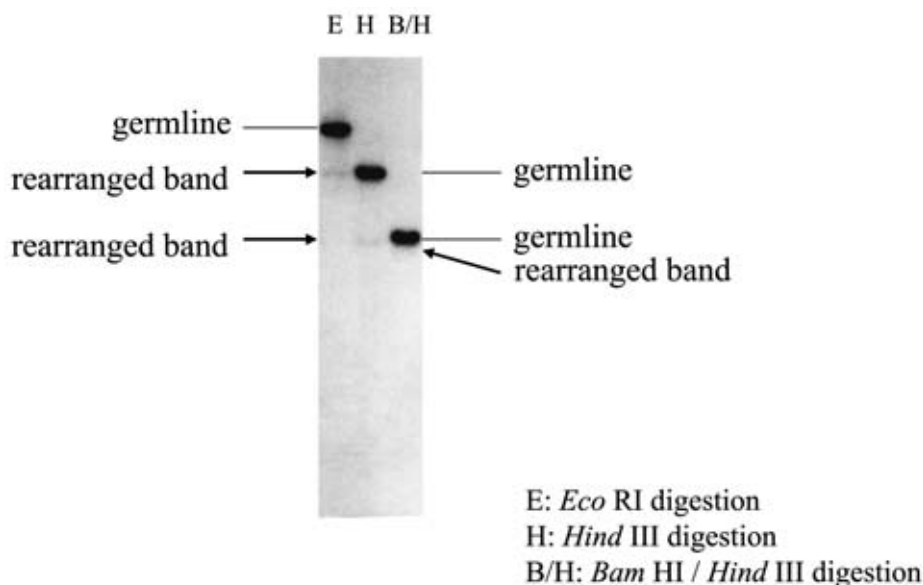 E H B/H
germline
rearranged band
germline
rearranged band
germline
rearranged band
E: Eco RI digestion
H: Hind III digestion
B/H: Bam HI / Hind III digestion